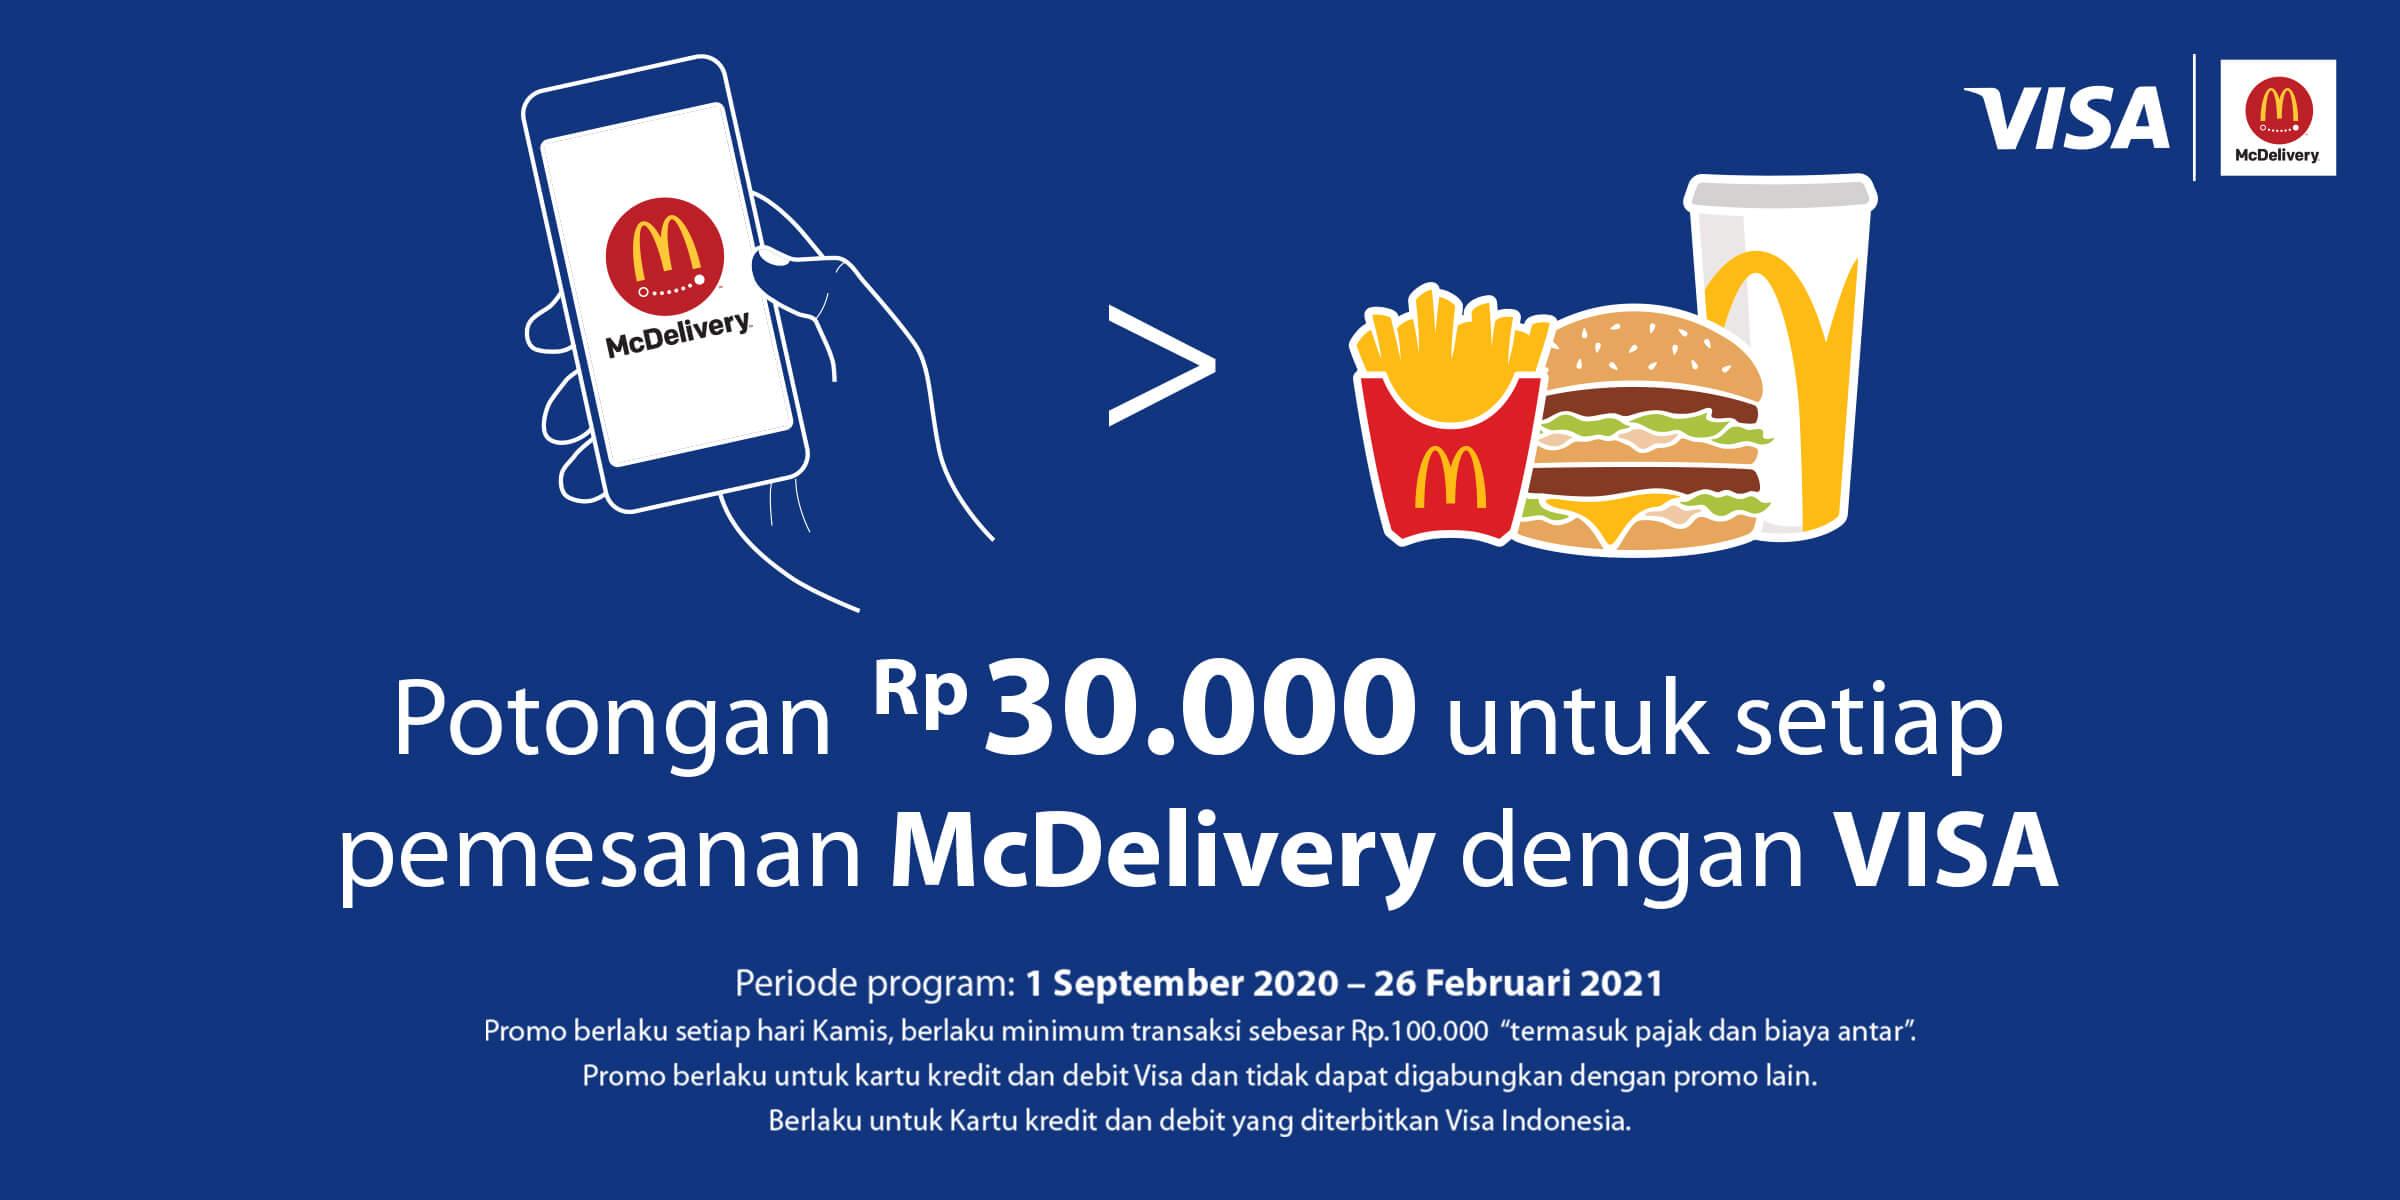 VISA
McDelivery
McDelivery
>
Potongan Rp 30.000 untuk setiap
pemesanan McDelivery dengan VISA
Periode program: 1 September 2020 – 26 Februari 2021
Promo berlaku setiap hari Kamis, berlaku minimum transaksi sebesar Rp.100.000 “termasuk pajak dan biaya antar”.
Promo berlaku untuk kartu kredit dan debit Visa dan tidak dapat digabungkan dengan promo lain.
Berlaku untuk Kartu kredit dan debit yang diterbitkan Visa Indonesia.